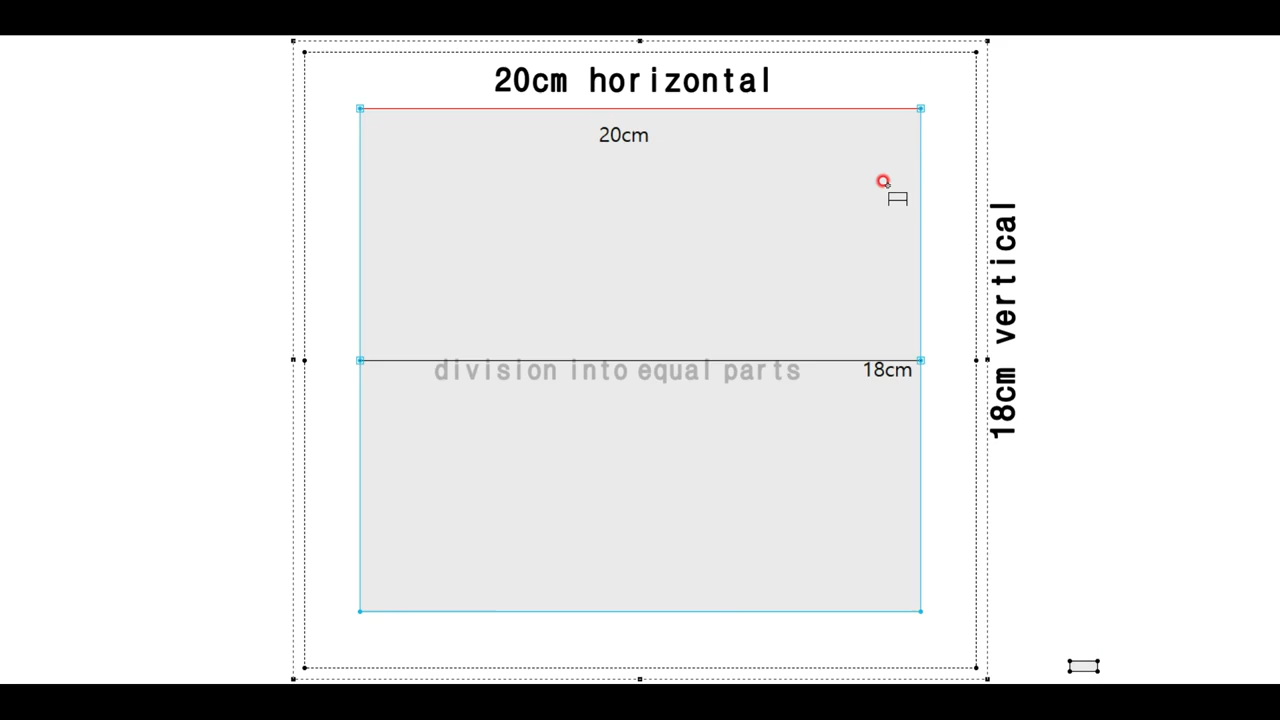 20cm horizontal
20cm
18cm vertical
division into equal parts
18cm